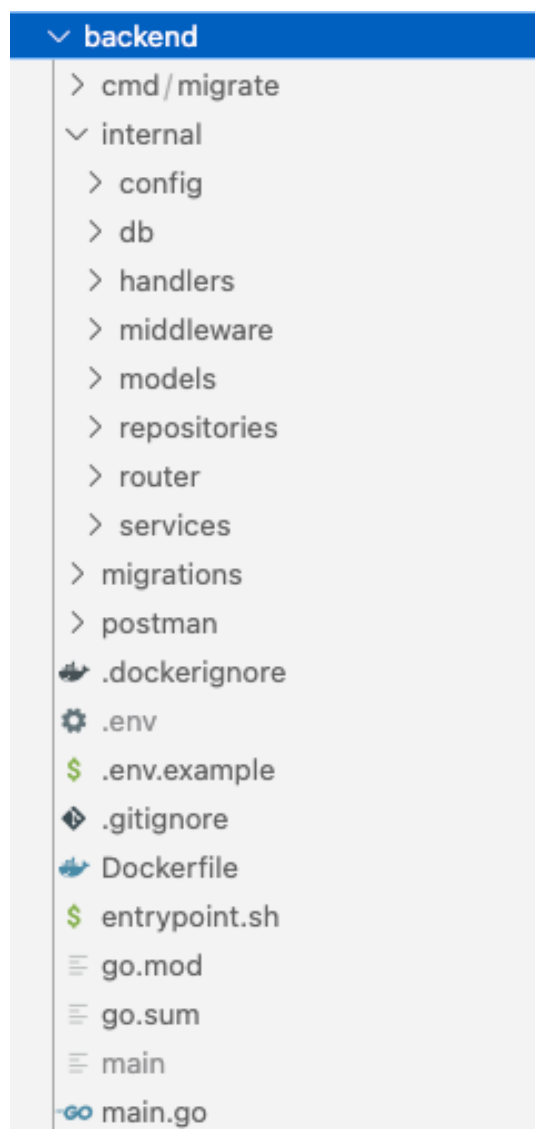 backend
cmd/migrate
internal
config
db
handlers
middleware
models
repositories
router
services
migrations
postman
.dockerignore
.env
$ .env.example
.gitignore
Dockerfile
$ entrypoint.sh
go.mod
go.sum
main
GO main.go